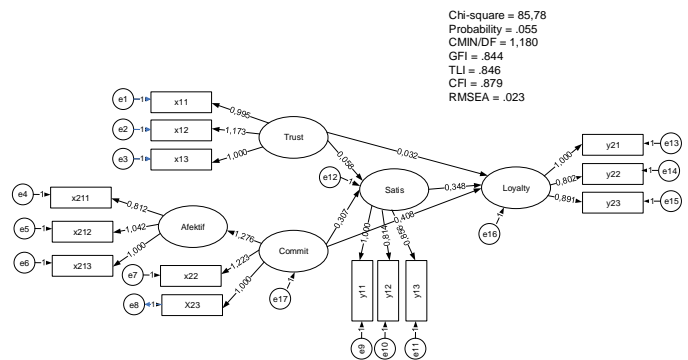 Chi-square = 85,78
Probability = .055
CMIN/DF = 1,180
GFI = .844
TLI = .846
CFI = .879
RMSEA = .023
e1 1 x11 0,995
e2 1 x12 1,173
e3 1 x13 1,000
Trust
0,032
0,058
e12 1
Satis
0,348
Loyalty
1,000 y21 1 e13
0,802 y22 1 e14
0,891 y23 1 e15
e16 1
e4 1 x211 0,812
e5 1 x212 1,042
e6 1 x213 1,000
Afektif
1,276
Commit
0,307
0,408
e7 1 x22 1,223
e8 1 X23 1,000
e17 1
1,000 0,814 0,858
y11 y12 y13
1 1 1
e9 e10 e11